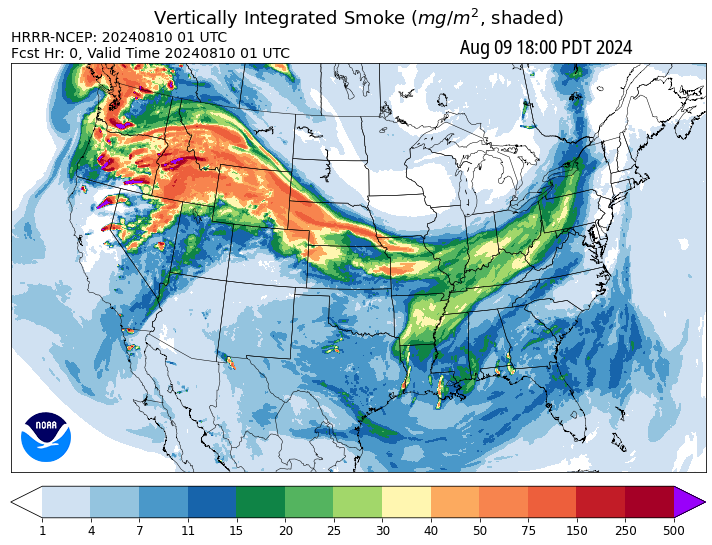 Vertically Integrated Smoke (mg/m², shaded)
HRRR-NCEP: 20240810 01 UTC
Fcst Hr: 0, Valid Time 20240810 01 UTC
Aug 09 18:00 PDT 2024
NOAA
1 4 7 11 15 20 25 30 40 50 75 150 250 500